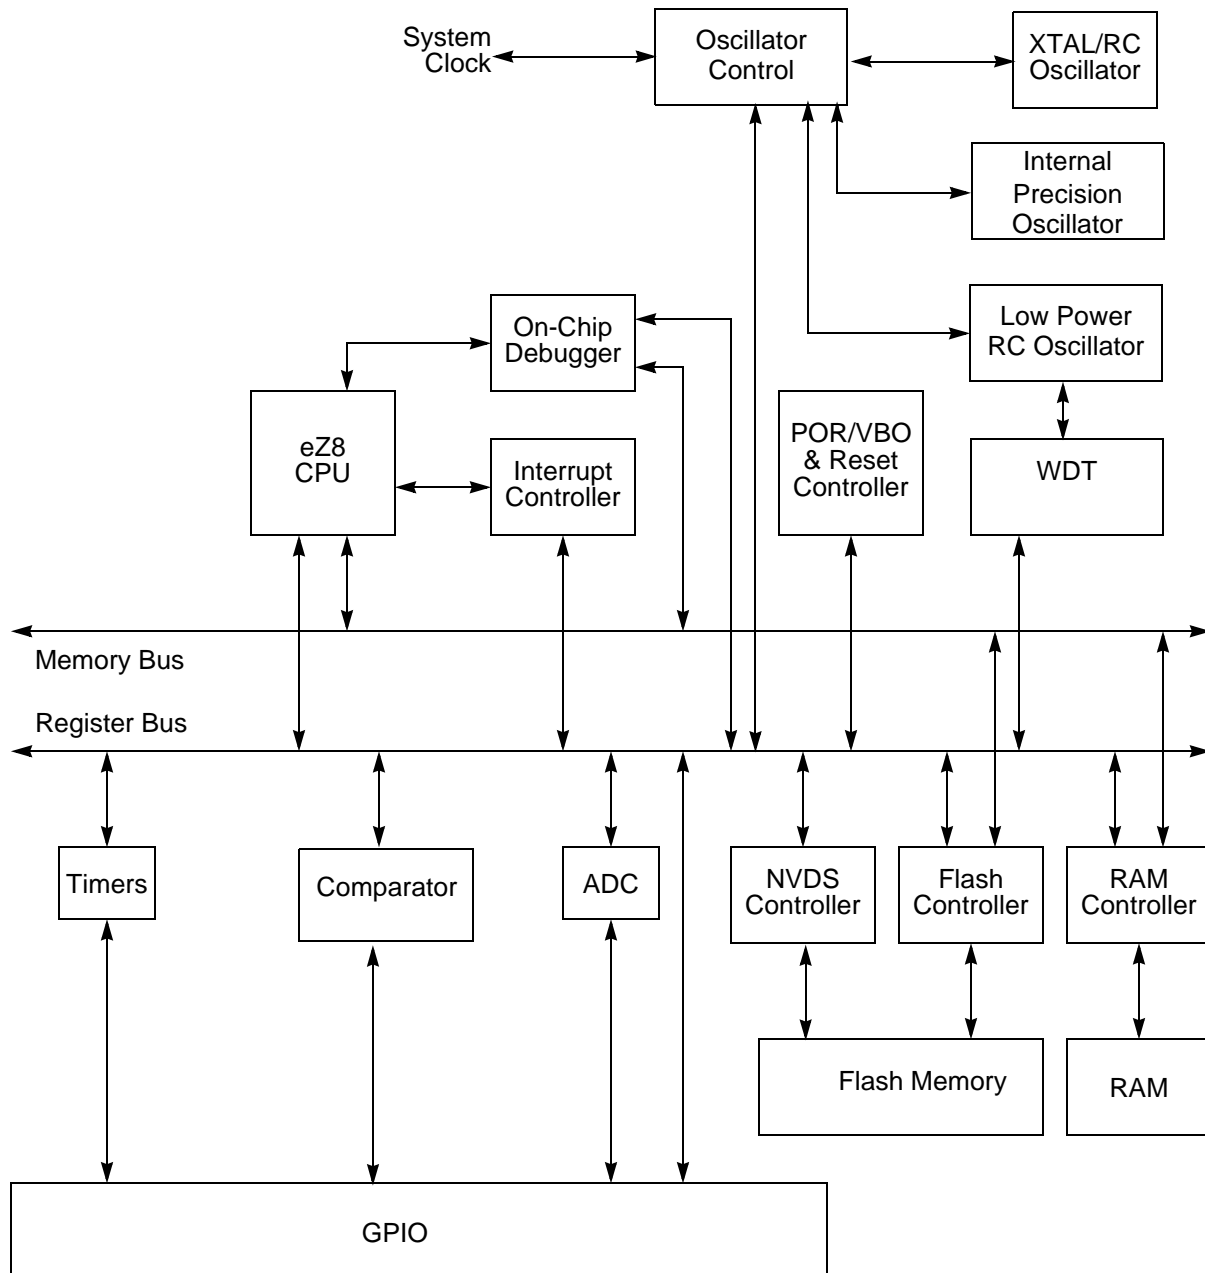 System
Clock
Oscillator
Control
XTAL/RC
Oscillator
Internal
Precision
Oscillator
On-Chip
Debugger
Low Power
RC Oscillator
eZ8
CPU
Interrupt
Controller
POR/VBO
& Reset
Controller
WDT
Memory Bus
Register Bus
Timers
Comparator
ADC
NVDS
Controller
Flash
Controller
RAM
Controller
Flash Memory
RAM
GPIO